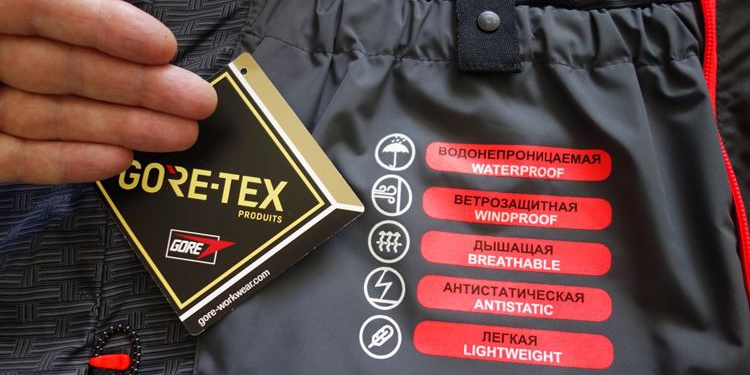 GORE-TEX
PRODUITS
GORE
gore-workwear.com
ВОДОНЕПРОНИЦАЕМАЯ
WATERPROOF
ВЕТРОЗАЩИТНАЯ
WINDPROOF
ДЫШАЩАЯ
BREATHABLE
АНТИСТАТИЧЕСКАЯ
ANTISTATIC
ЛЕГКАЯ
LIGHTWEIGHT